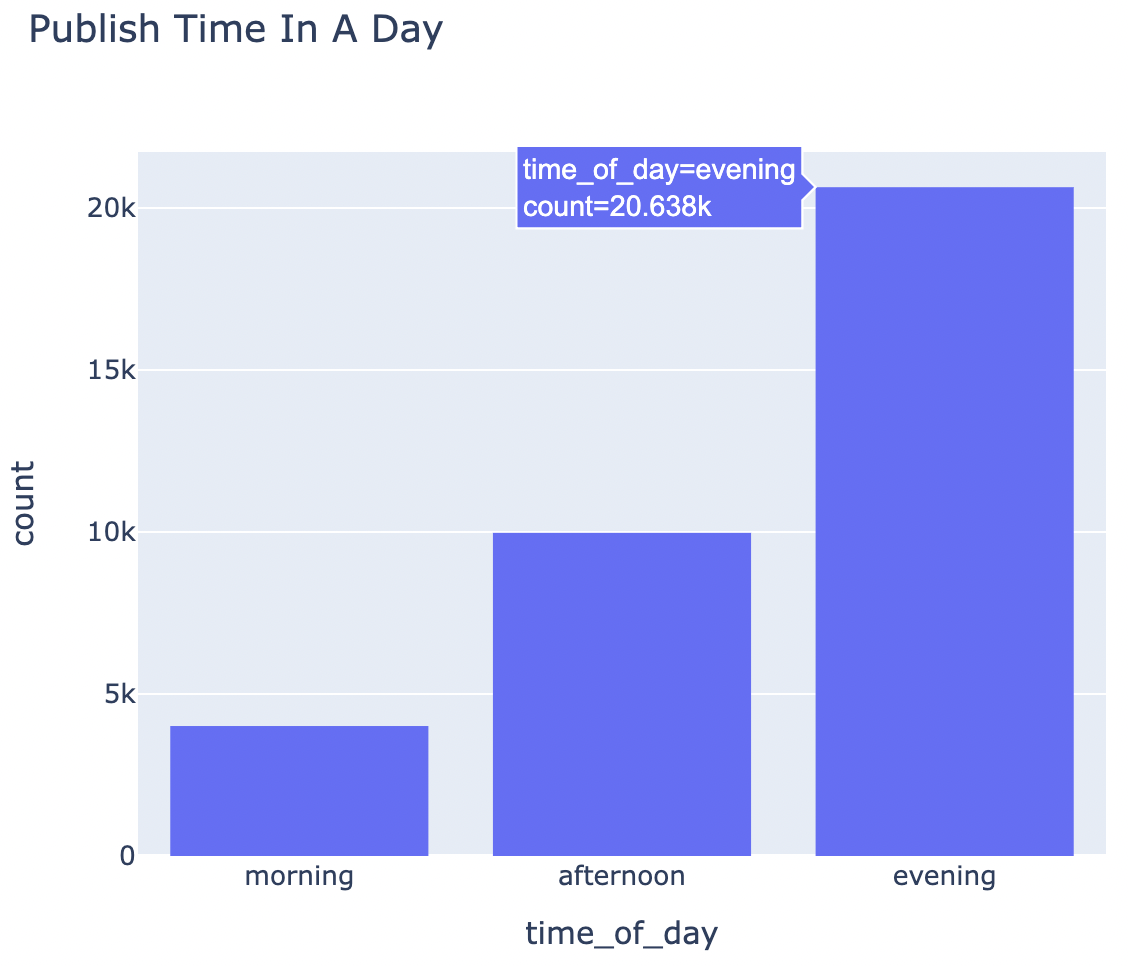 Publish Time In A Day
time_of_day=evening
count=20.638k
20k
15k
10k
5k
0
count
morning
afternoon
evening
time_of_day